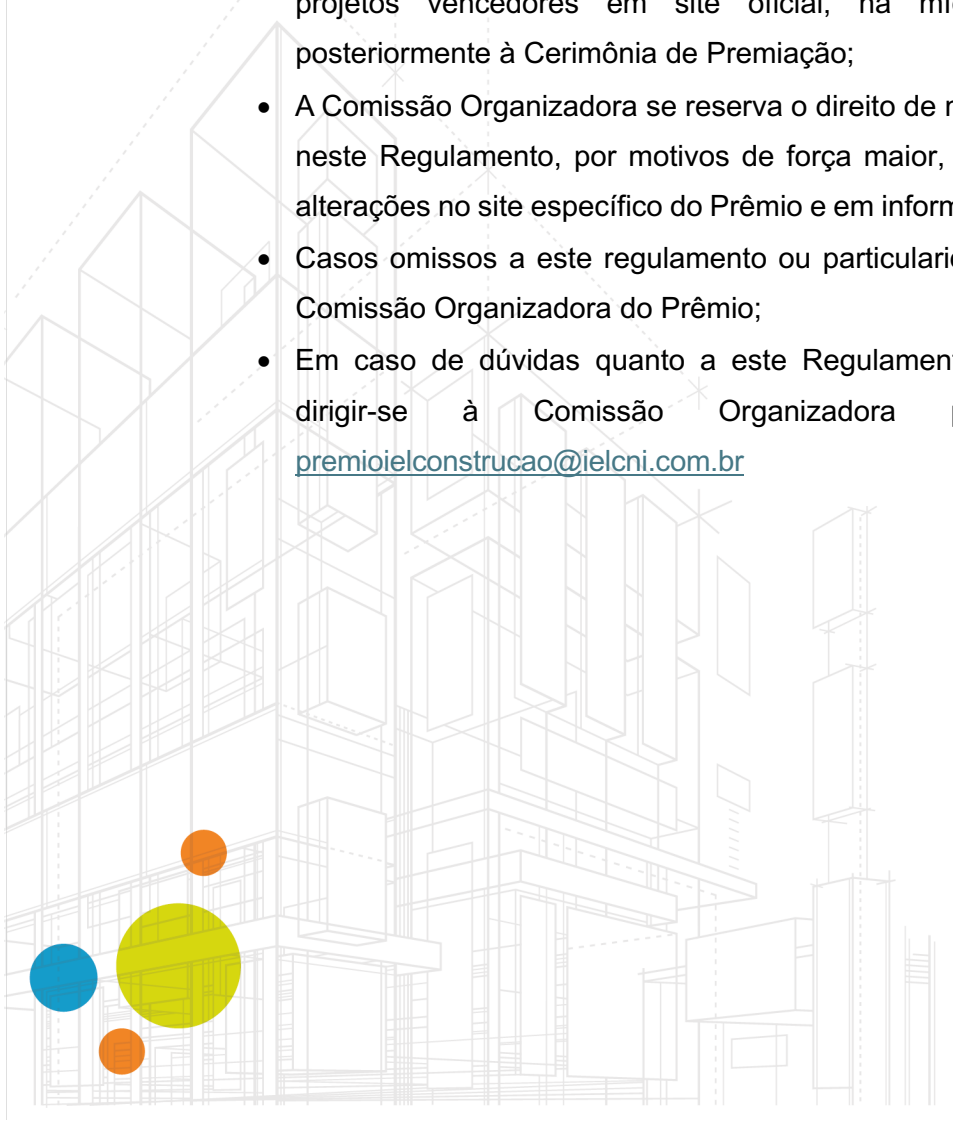 projetos vencedores em site oficial, na
posteriormente à Cerimônia de Premiação;
• A Comissão Organizadora se reserva o direito de
neste Regulamento, por motivos de força maior,
alterações no site específico do Prêmio e em
• Casos omissos a este regulamento ou
Comissão Organizadora do Prêmio;
• Em caso de dúvidas quanto a este
dirigir-se à Comissão Organizadora
premioielconstrucao@ielcni.com.br